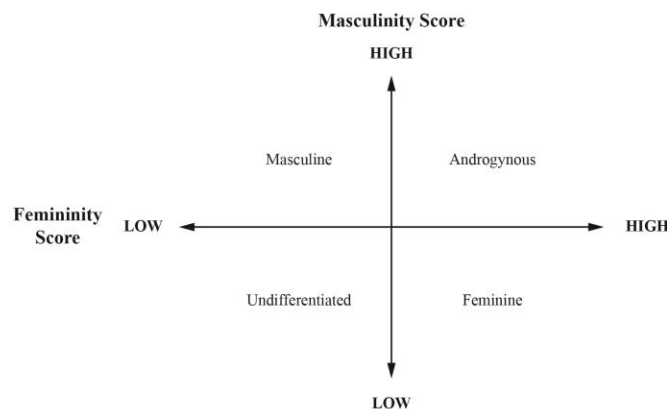 Masculinity Score
HIGH
Masculine
Androgynous
Femininity
Score
LOW
HIGH
Undifferentiated
Feminine
LOW